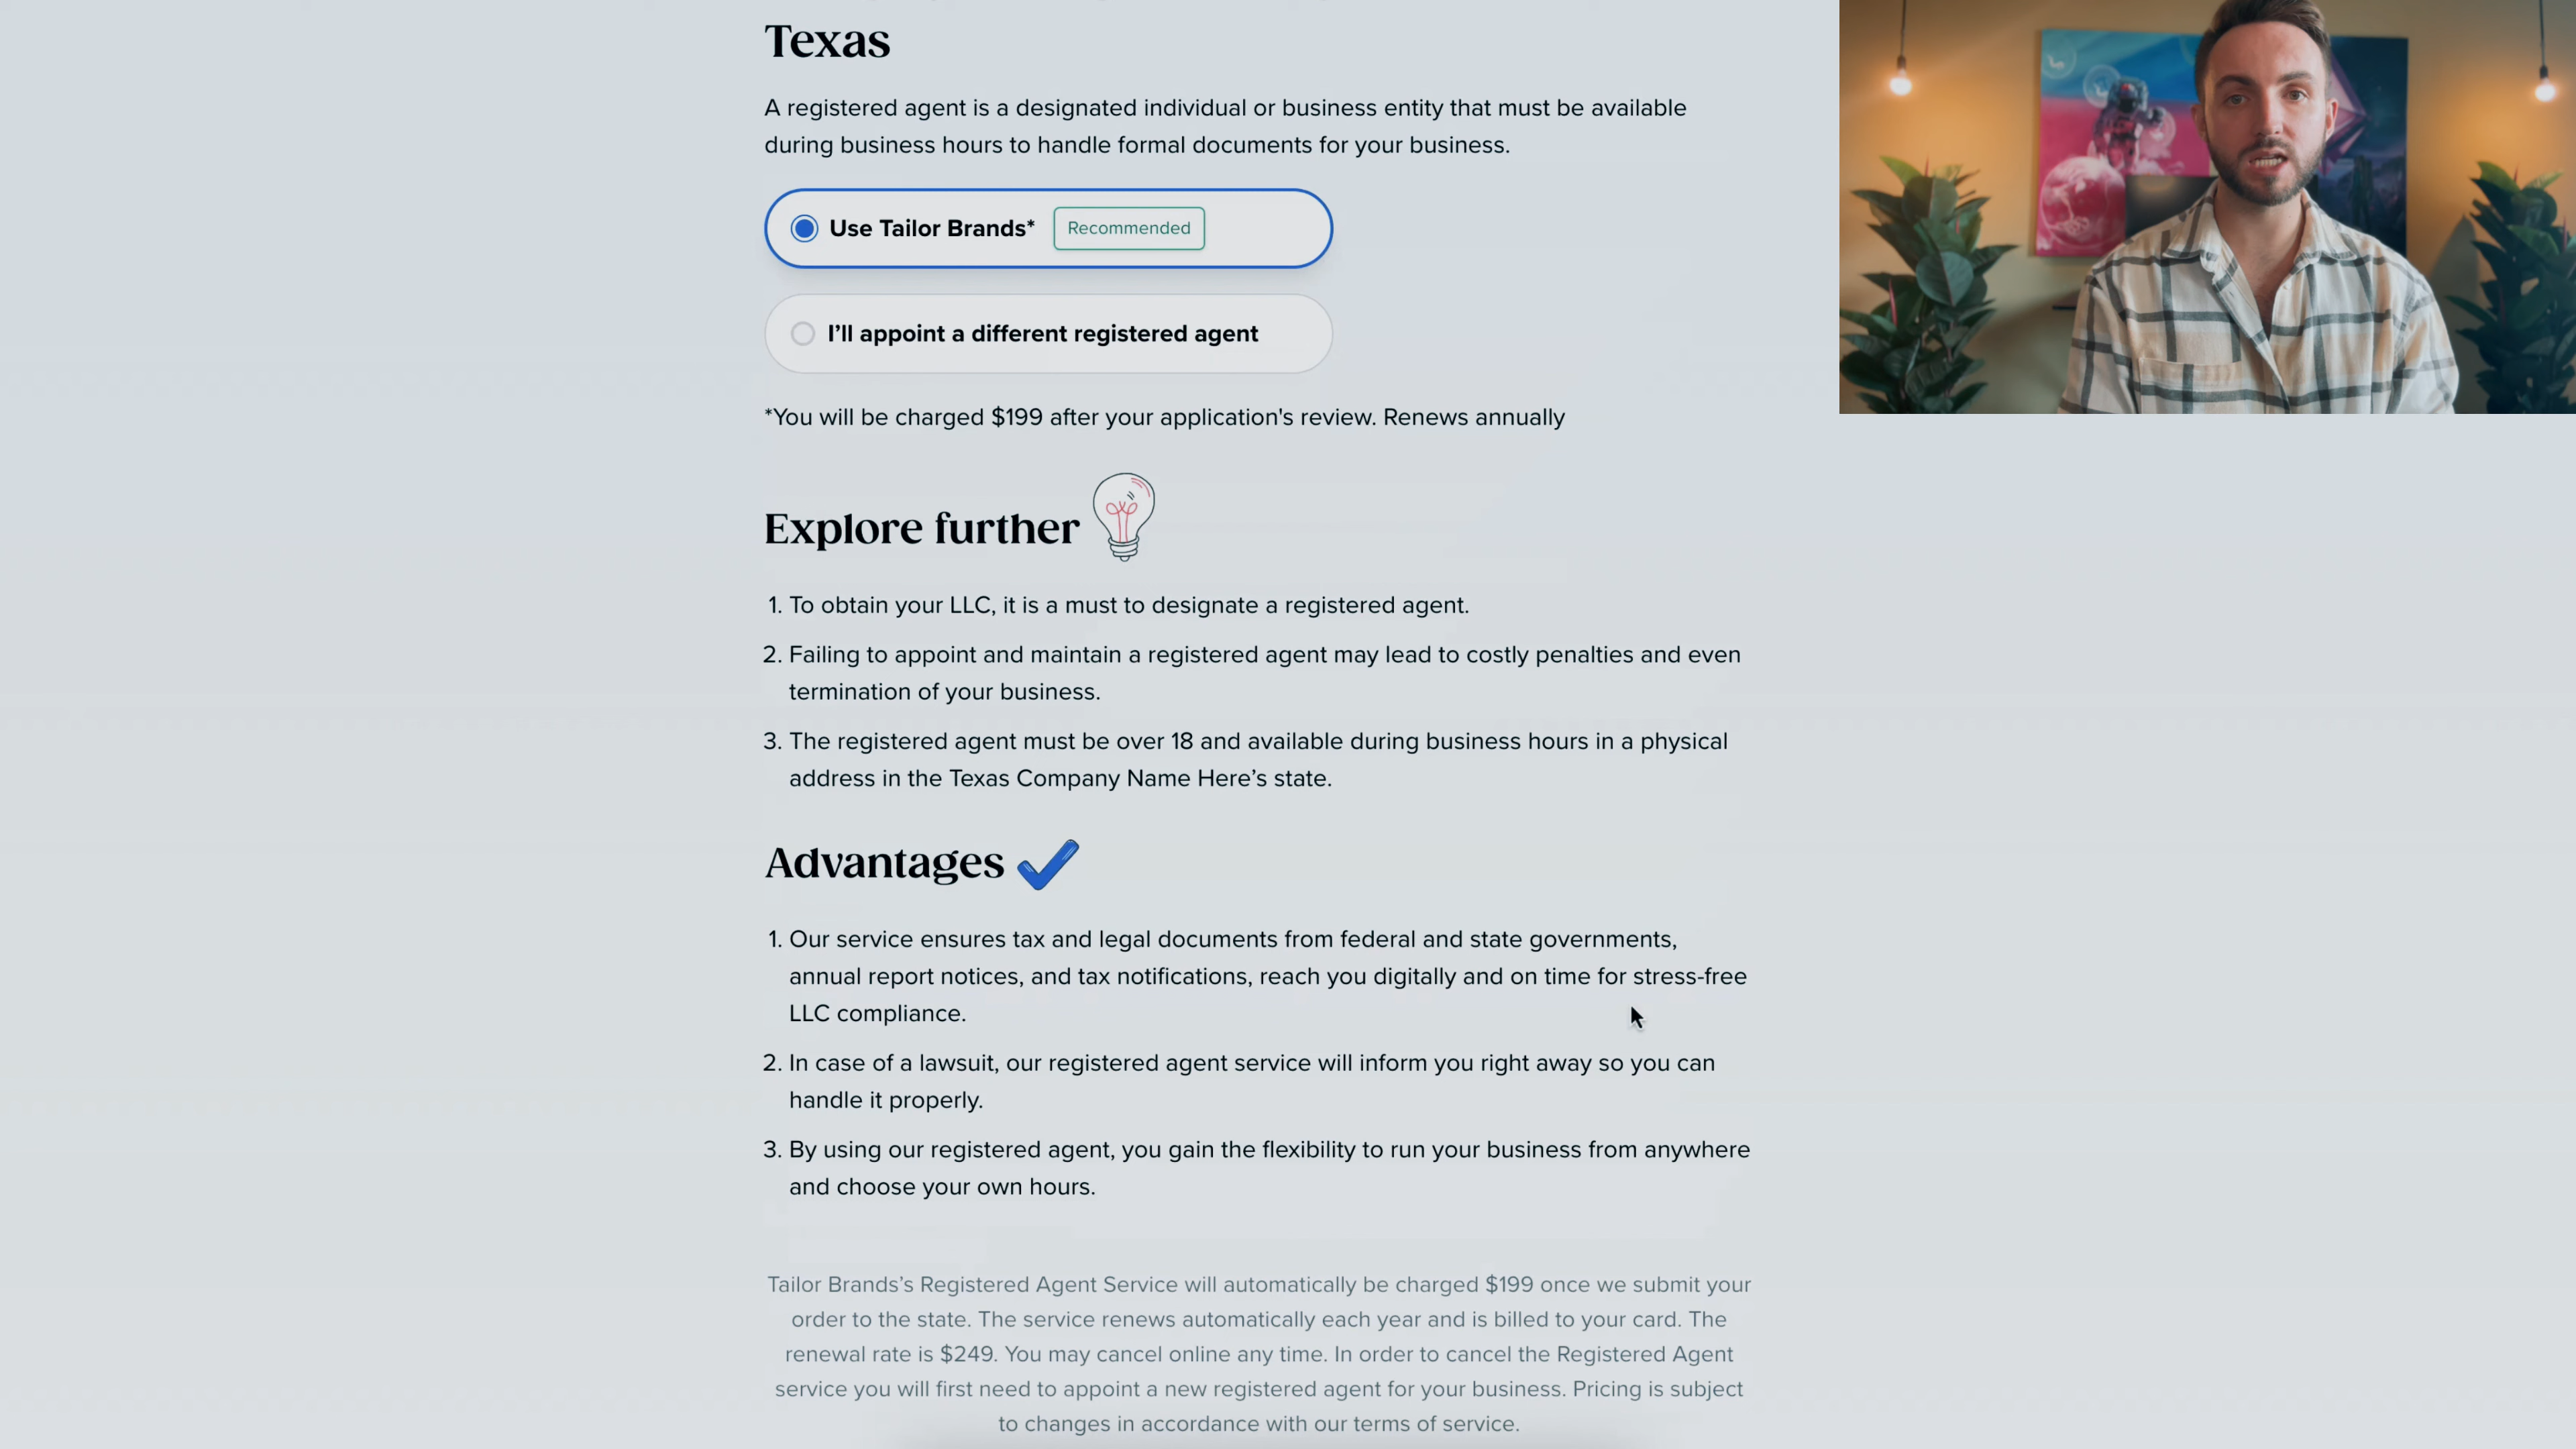 Texas
A registered agent is a designated individual or business entity that must be available
during business hours to handle formal documents for your business.
Use Tailor Brands* Recommended
I'll appoint a different registered agent
*You will be charged $199 after your application's review. Renews annually
Explore further
1. To obtain your LLC, it is a must to designate a registered agent.
2. Failing to appoint and maintain a registered agent may lead to costly penalties and even
termination of your business.
3. The registered agent must be over 18 and available during business hours in a physical
address in the Texas Company Name Here's state.
Advantages
1. Our service ensures tax and legal documents from federal and state governments,
annual report notices, and tax notifications, reach you digitally and on time for stress-free
LLC compliance.
2. In case of a lawsuit, our registered agent service will inform you right away so you can
handle it properly.
3. By using our registered agent, you gain the flexibility to run your business from anywhere
and choose your own hours.
Tailor Brands's Registered Agent Service will automatically be charged $199 once we submit your
order to the state. The service renews automatically each year and is billed to your card. The
renewal rate is $249. You may cancel online any time. In order to cancel the Registered Agent
service you will first need to appoint a new registered agent for your business. Pricing is subject
to changes in accordance with our terms of service.